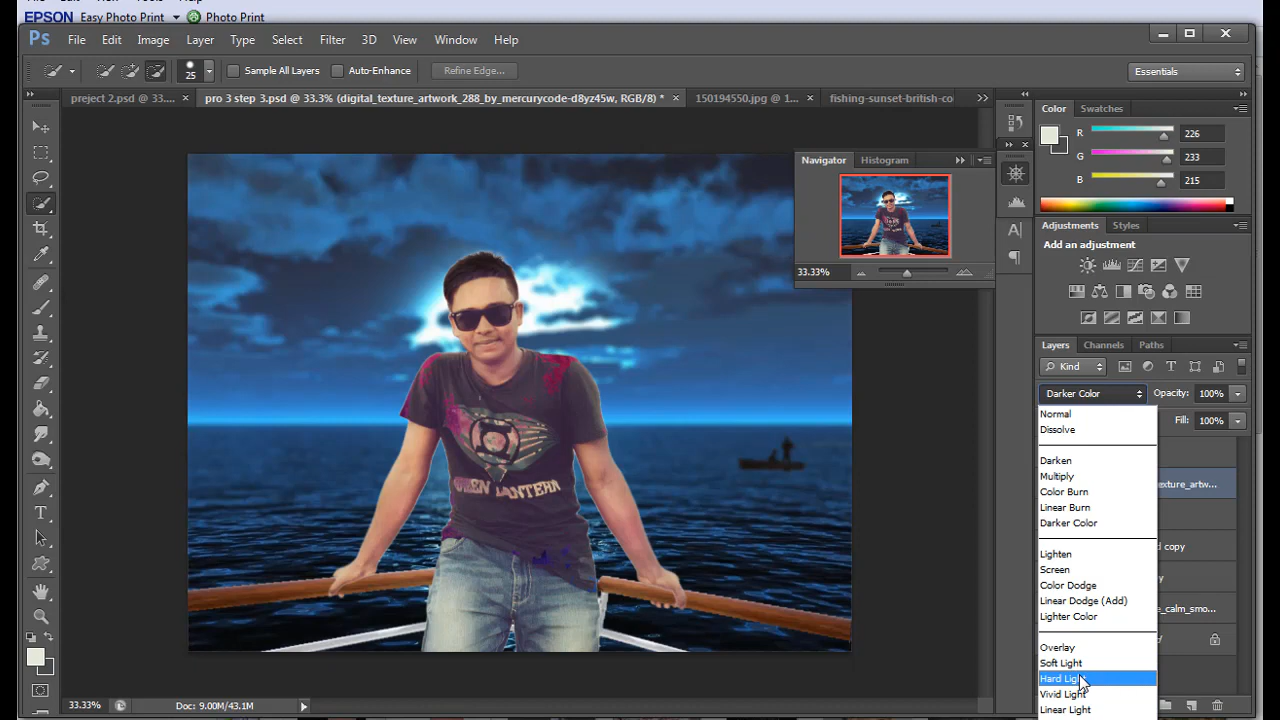 EPSON Easy Photo Print Photo Print
Ps File Edit Image Layer Type Select Filter 3D View Window Help
25 Sample All Layers Auto-Enhance Refine Edge... Essentials
preject 2.psd @ 33.... × pro 3 step 3.psd @ 33.3% (digital_texture_artwork_288_by_mercurycode-d8yz45w, RGB/8) * × 150194550.jpg @ 1... × fishing-sunset-british-co
Color Swatches
R 226
G 233
B 215
Navigator Histogram
33.33%
Adjustments Styles
Add an adjustment
Layers Channels Paths
Kind
Darker Color Opacity: 100%
Fill: 100%
Normal
Dissolve
Darken
Multiply
Color Burn
Linear Burn
Darker Color
Lighten
Screen
Color Dodge
Linear Dodge (Add)
Lighter Color
Overlay
Soft Light
Hard Light
Vivid Light
Linear Light
exture_artw...
d copy
e_calm_smo...
GREEN LANTERN
33.33% Doc: 9.00M/43.1M